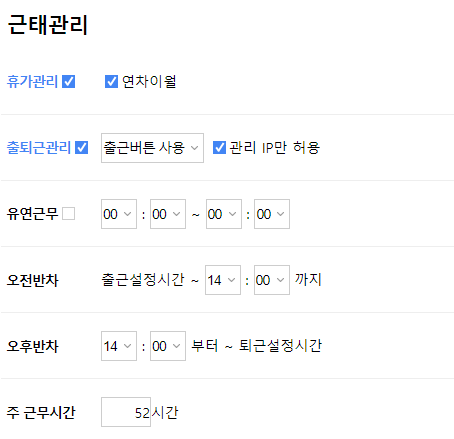 근태관리
휴가관리 연차이월
출퇴근관리 출근버튼 사용 관리 IP만 허용
유연근무 00 : 00 ~ 00 : 00
오전반차 출근설정시간 ~ 14 : 00 까지
오후반차 14 : 00 부터 ~ 퇴근설정시간
주 근무시간 52시간